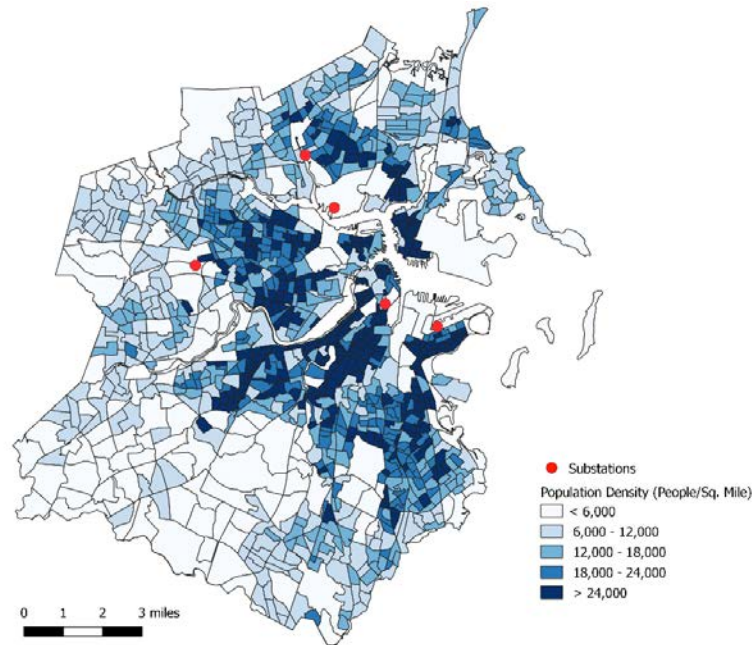 Substations
Population Density (People/Sq. Mile)
< 6,000
6,000 - 12,000
12,000 - 18,000
18,000 - 24,000
> 24,000
0 1 2 3 miles